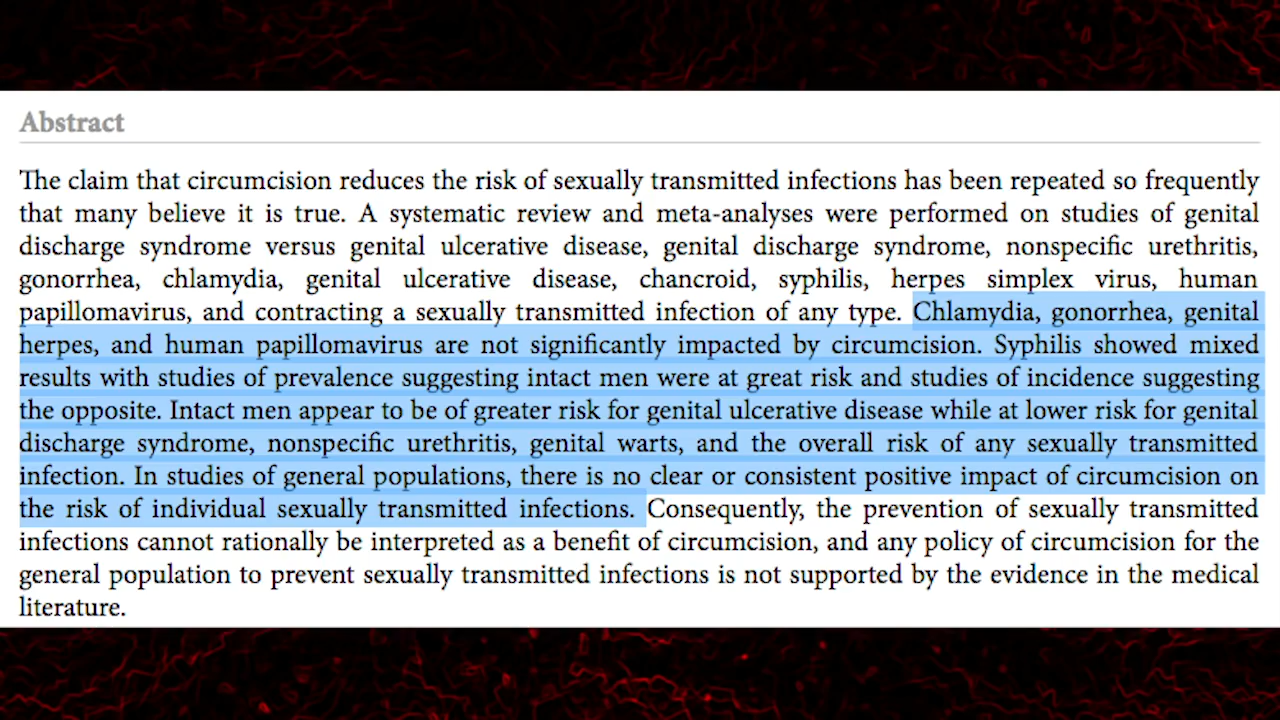 Abstract
The claim that circumcision reduces the risk of sexually transmitted infections has been repeated so frequently
that many believe it is true. A systematic review and meta-analyses were performed on studies of genital
discharge syndrome versus genital ulcerative disease, genital discharge syndrome, nonspecific urethritis,
gonorrhea, chlamydia, genital ulcerative disease, chancroid, syphilis, herpes simplex virus, human
papillomavirus, and contracting a sexually transmitted infection of any type. Chlamydia, gonorrhea, genital
herpes, and human papillomavirus are not significantly impacted by circumcision. Syphilis showed mixed
results with studies of prevalence suggesting intact men were at great risk and studies of incidence suggesting
the opposite. Intact men appear to be of greater risk for genital ulcerative disease while at lower risk for genital
discharge syndrome, nonspecific urethritis, genital warts, and the overall risk of any sexually transmitted
infection. In studies of general populations, there is no clear or consistent positive impact of circumcision on
the risk of individual sexually transmitted infections. Consequently, the prevention of sexually transmitted
infections cannot rationally be interpreted as a benefit of circumcision, and any policy of circumcision for the
general population to prevent sexually transmitted infections is not supported by the evidence in the medical
literature.